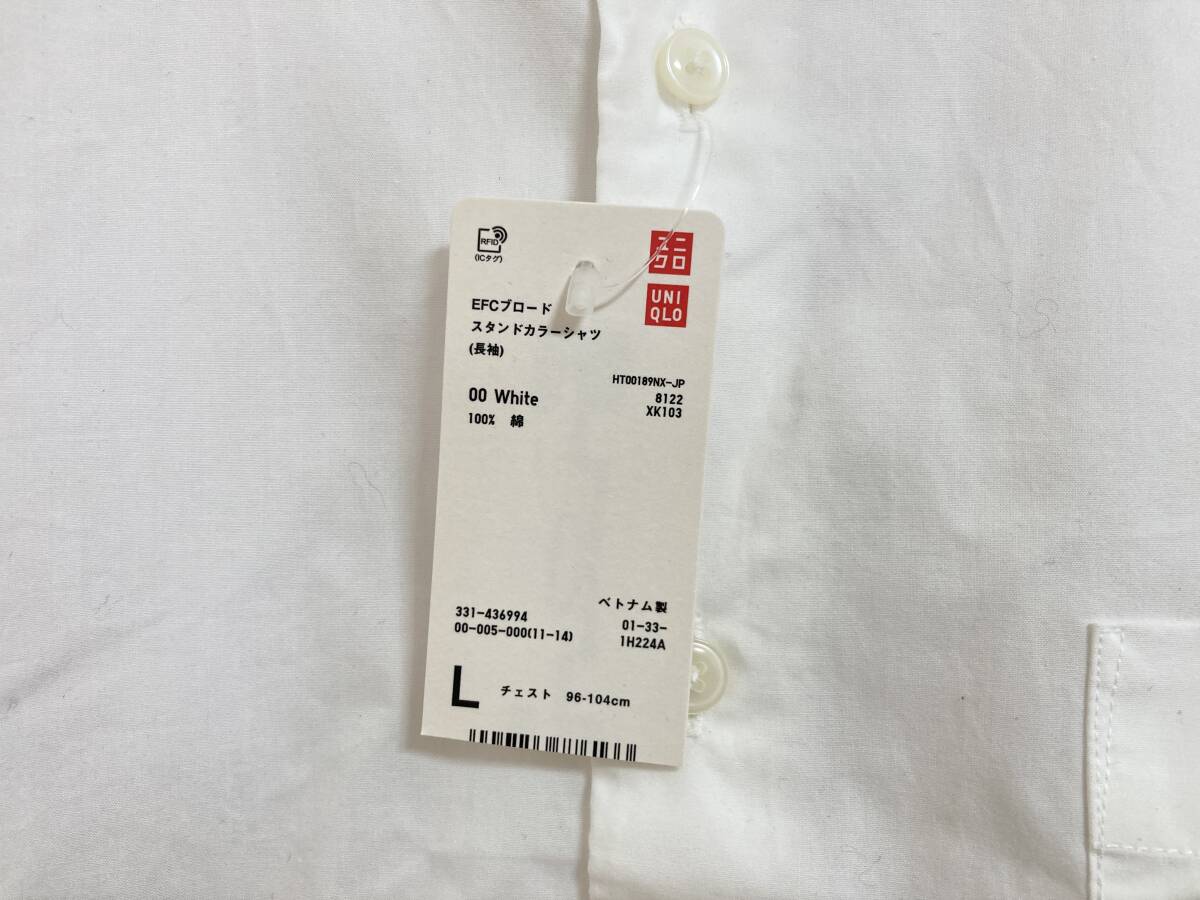 RFID
(ICタグ)
ユニ
クロ
UNI
QLO
EFCブロード
スタンドカラーシャツ
(長袖)
HT00189NX-JP
00 White
8122
XK103
100% 綿
ベトナム製
331-436994
01-33-
00-005-000(11-14)
1H224A
L チェスト 96-104cm